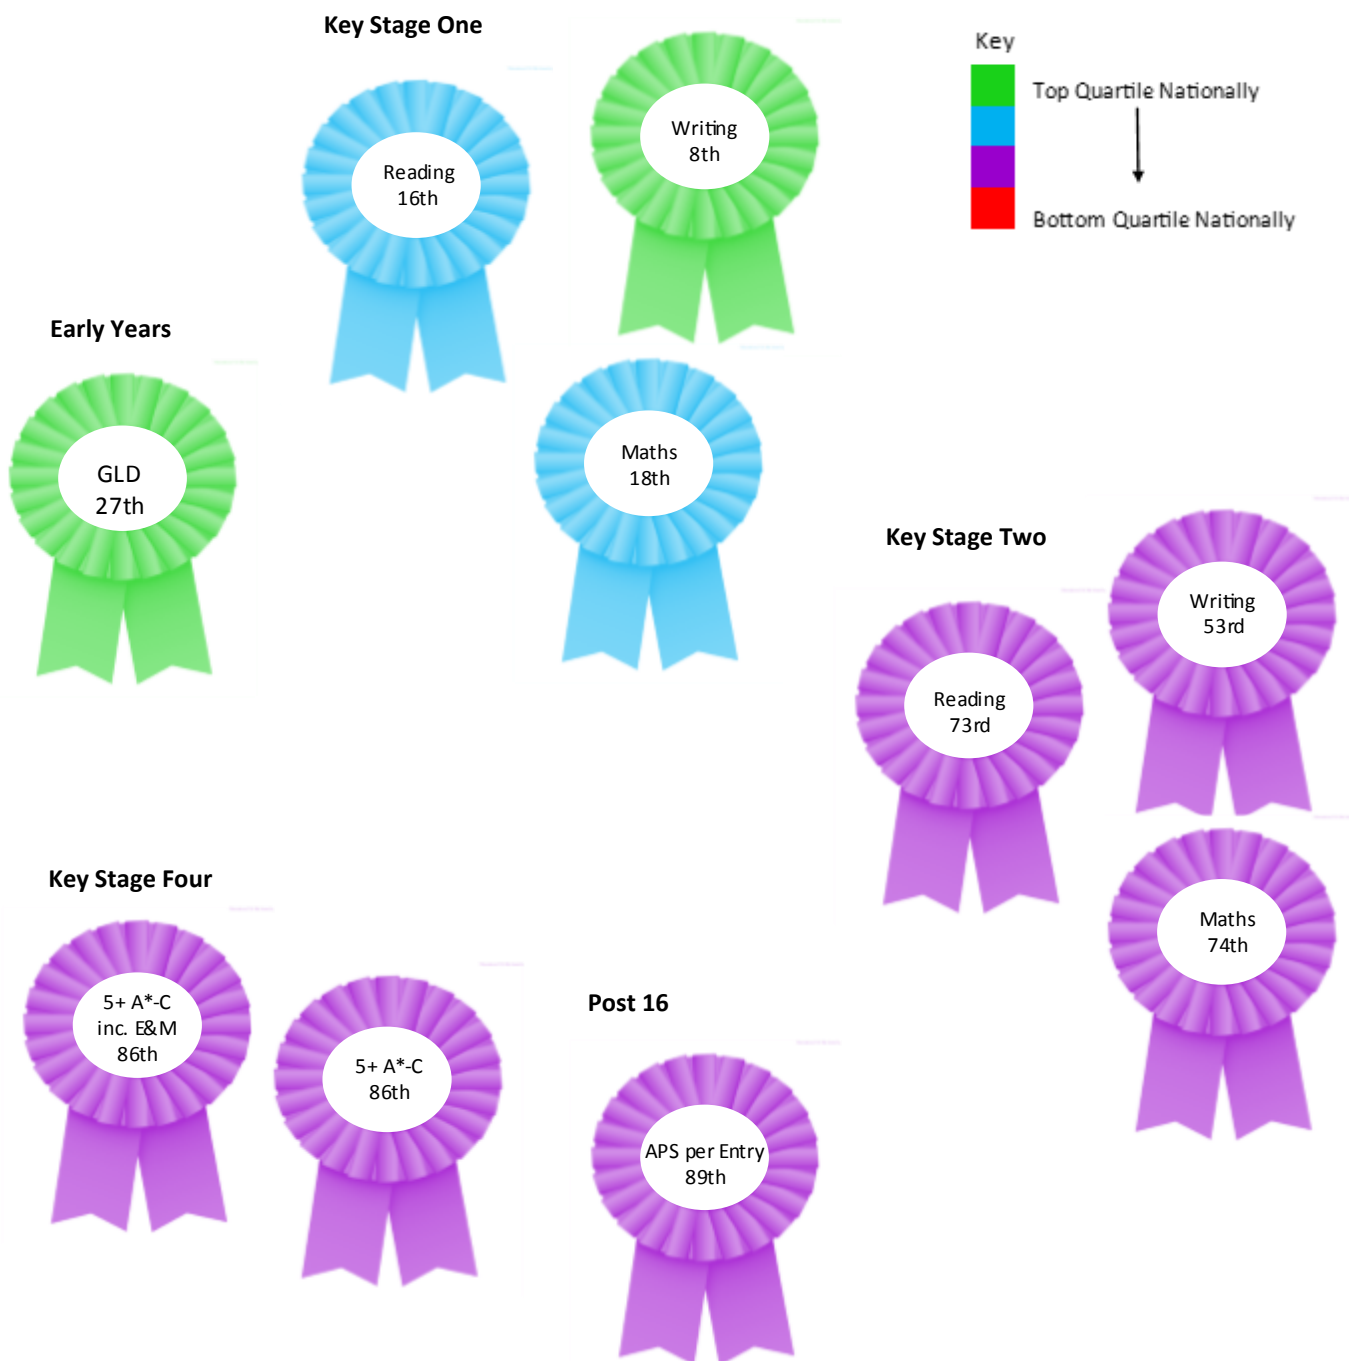 Key Stage One
Reading
16th
Writing
8th
Key
Top Quartile Nationally
Bottom Quartile Nationally
Early Years
GLD
27th
Maths
18th
Key Stage Two
Reading
73rd
Writing
53rd
Maths
74th
Key Stage Four
5+ A*-C
inc. E&M
86th
5+ A*-C
86th
Post 16
APS per Entry
89th